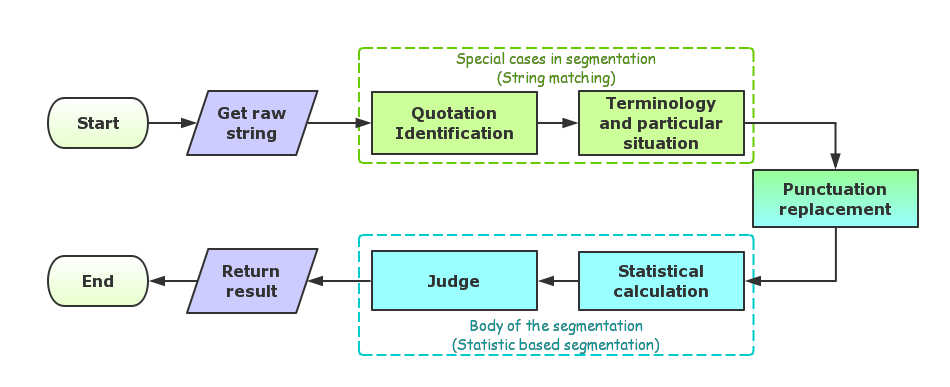 Special cases in segmentation
(String matching)
Start
Get raw
string
Quotation
Identification
Terminology
and particular
situation
Punctuation
replacement
Statistical
calculation
Judge
Return
result
End
Body of the segmentation
(Statistic based segmentation)